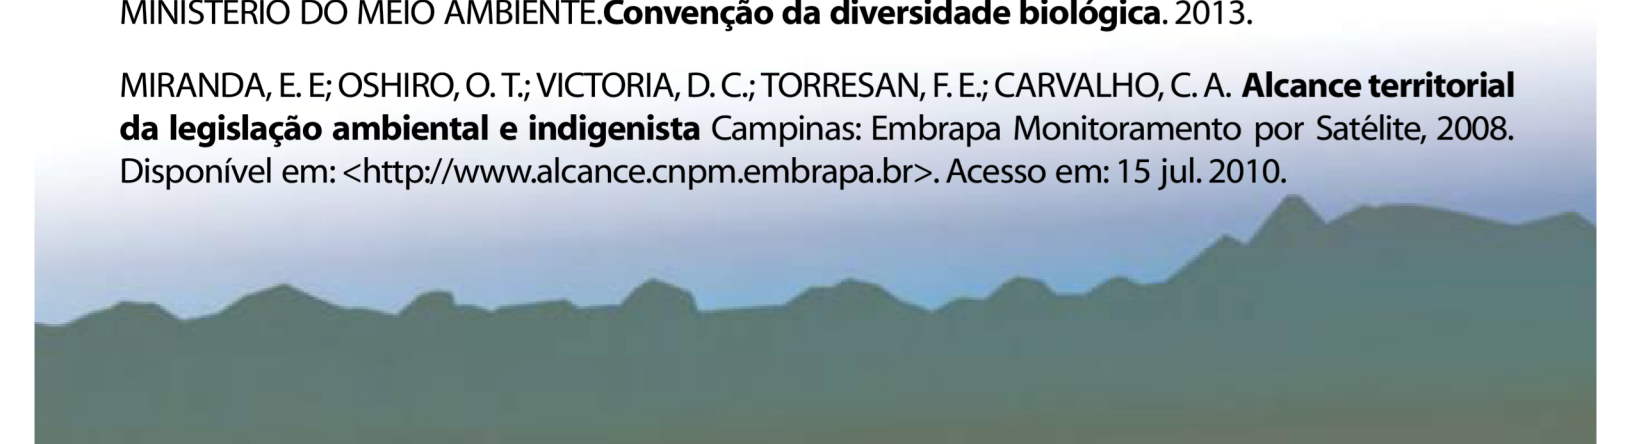 MINISTÉRIO DO MEIO AMBIENTE.Convenção da diversidade biológica. 2013.
MIRANDA, E. E; OSHIRO, O. T.; VICTORIA, D. C.; TORRESAN, F. E.; CARVALHO, C. A. Alcance territorial
da legislação ambiental e indigenista Campinas: Embrapa Monitoramento por Satélite, 2008.
Disponível em: <http://www.alcance.cnpm.embrapa.br>. Acesso em: 15 jul. 2010.